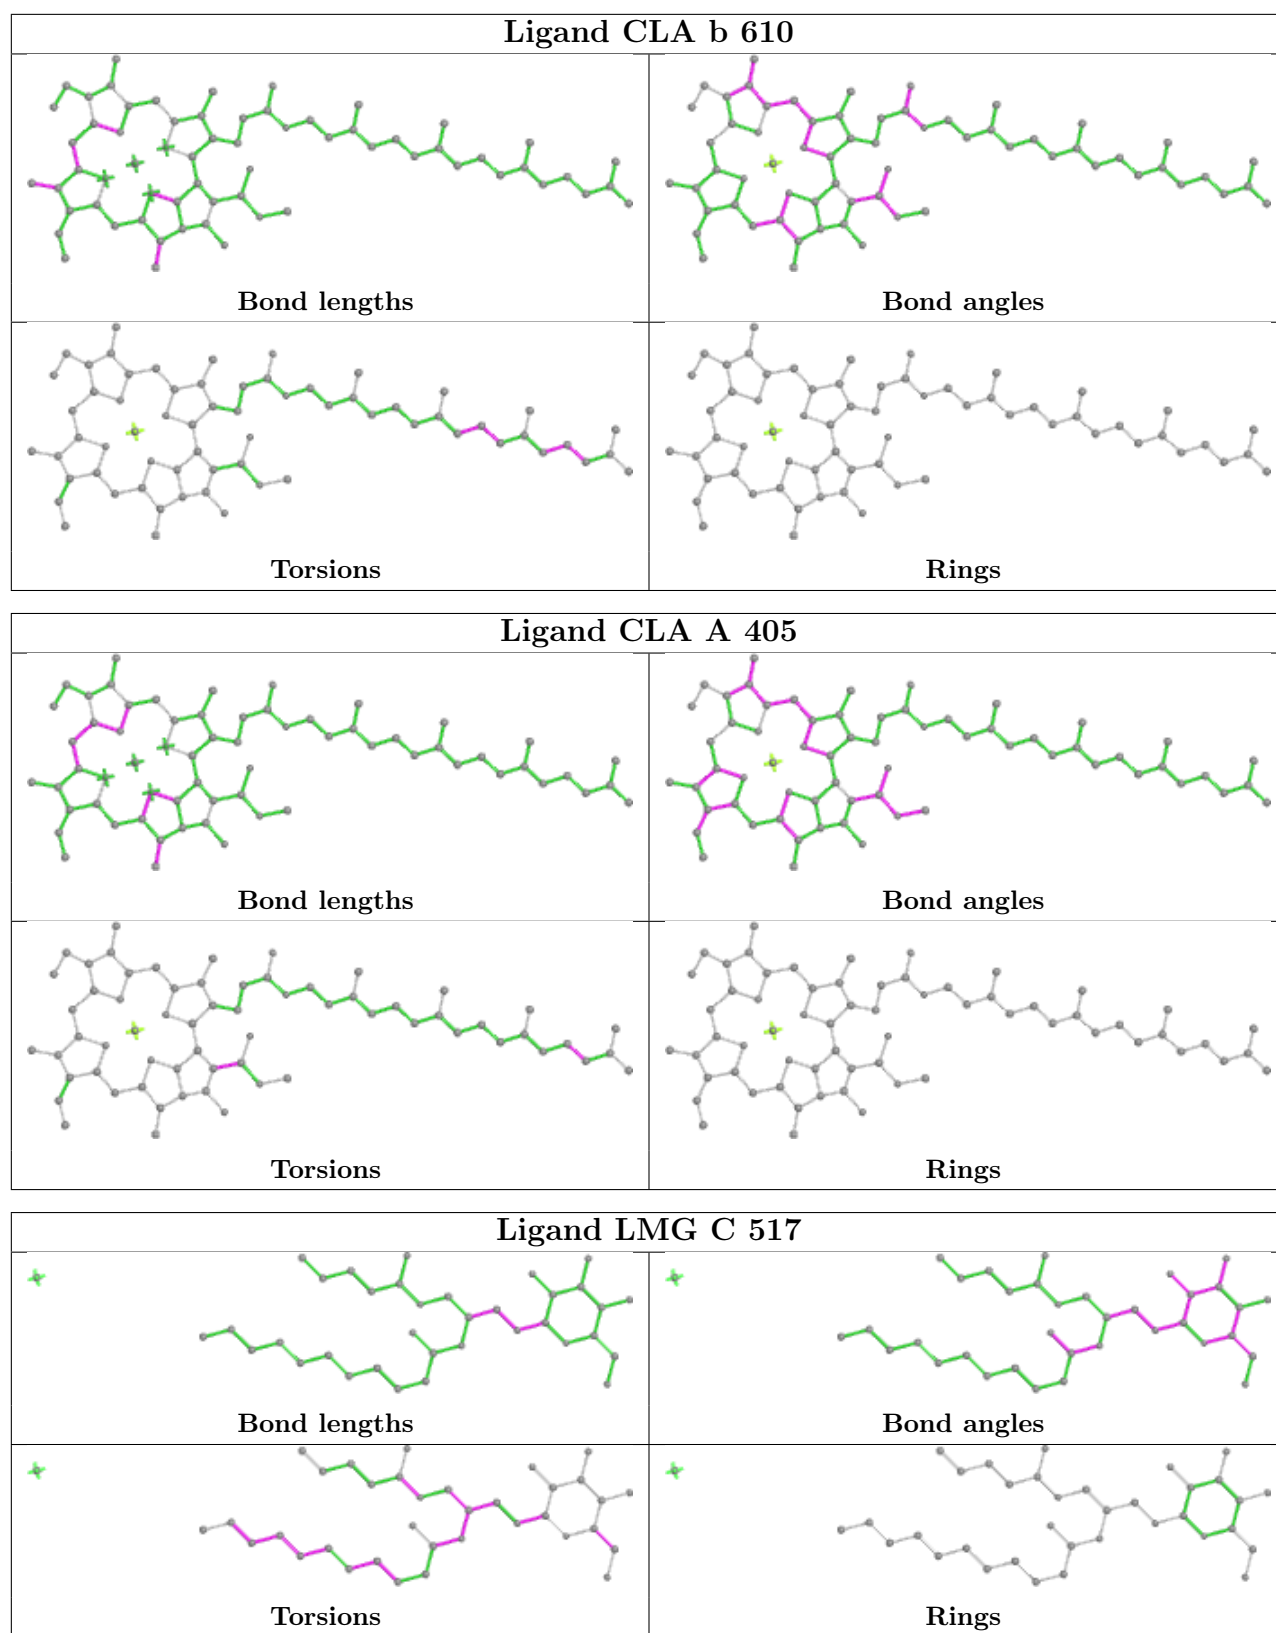 Ligand CLA b 610
Bond lengths
Bond angles
Torsions
Rings
Ligand CLA A 405
Bond lengths
Bond angles
Torsions
Rings
Ligand LMG C 517
Bond lengths
Bond angles
Torsions
Rings